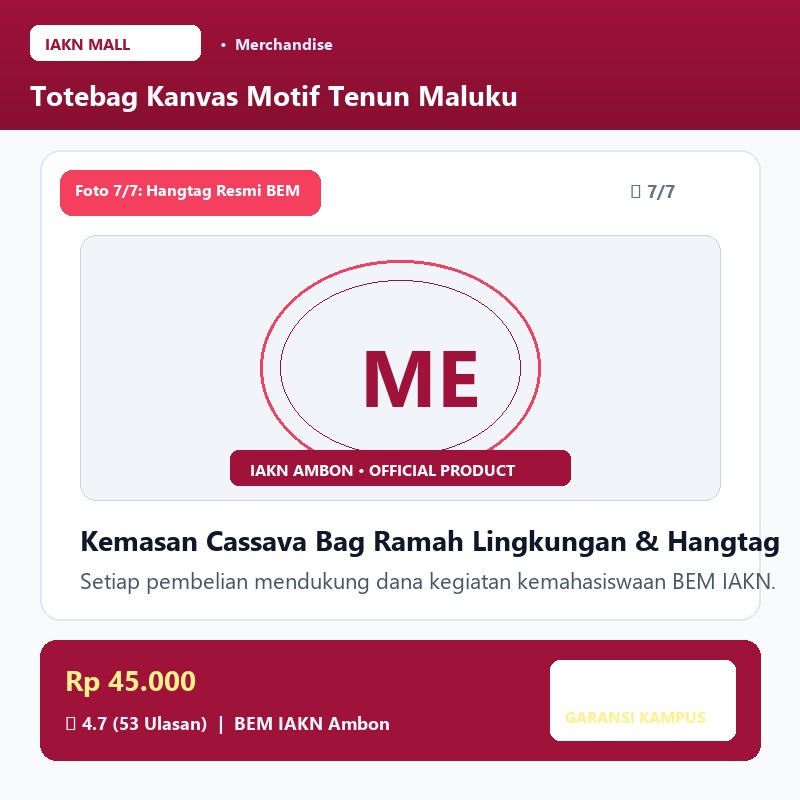 IAKN MALL
• Merchandise
Totebag Kanvas Motif Tenun Maluku
Foto 7/7: Hangtag Resmi BEM
7/7
ME
IAKN AMBON • OFFICIAL PRODUCT
Kemasan Cassava Bag Ramah Lingkungan & Hangtag
Setiap pembelian mendukung dana kegiatan kemahasiswaan BEM IAKN.
Rp 45.000
4.7 (53 Ulasan) | BEM IAKN Ambon
GARANSI KAMPUS